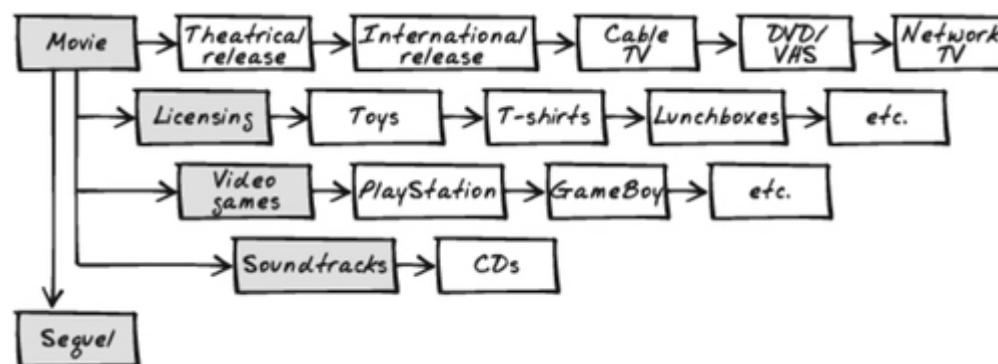 Movie
Theatrical
release
International
release
Cable
TV
DVD/
VHS
Network
TV
Licensing
Toys
T-shirts
Lunchboxes
etc.
Video
games
PlayStation
GameBoy
etc.
Soundtracks
CDs
Sequel